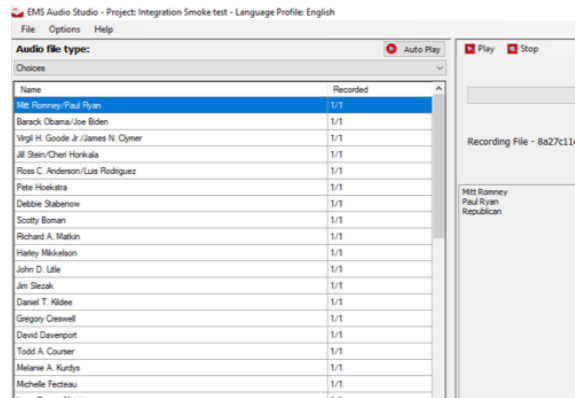 EMS Audio Studio - Project: Integration Smoke test - Language Profile: English
File Options Help
Audio file type: Auto Play
Choices
Name Recorded
Mitt Romney/Paul Ryan 1/1
Barack Obama/Joe Biden 1/1
Virgil H. Goode Jr./James N. Clymer 1/1
Jill Stein/Cheri Honkala 1/1
Ross C. Anderson/Luis Rodriguez 1/1
Pete Hoekstra 1/1
Debbie Stabenow 1/1
Scotty Boman 1/1
Richard A. Matkin 1/1
Harley Mikkelson 1/1
John D. Litle 1/1
Jim Slezak 1/1
Daniel T. Kildee 1/1
Gregory Creswell 1/1
David Davenport 1/1
Todd A. Courser 1/1
Melanie A. Kurdys 1/1
Michelle Fecteau 1/1
Play Stop
Recording File - 8a27c11
Mitt Romney
Paul Ryan
Republican